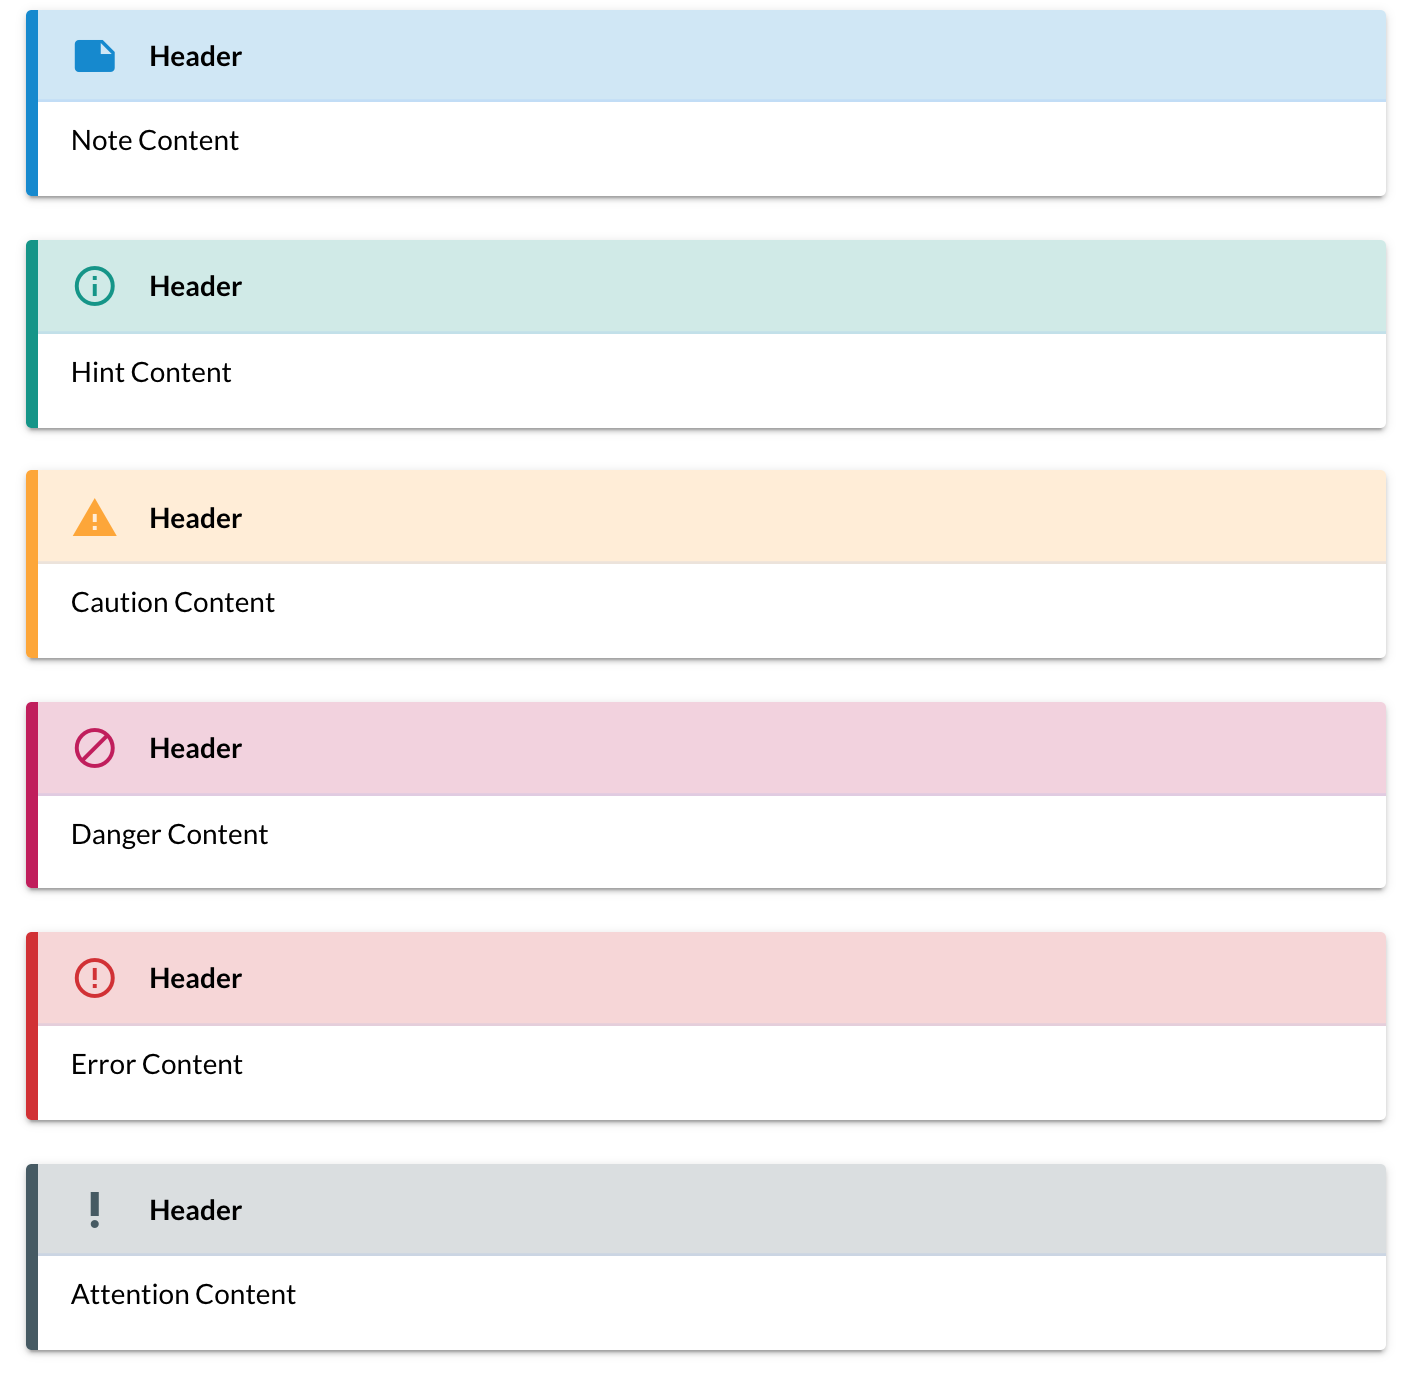 Header
Note Content
Header
Hint Content
Header
Caution Content
Header
Danger Content
Header
Error Content
Header
Attention Content